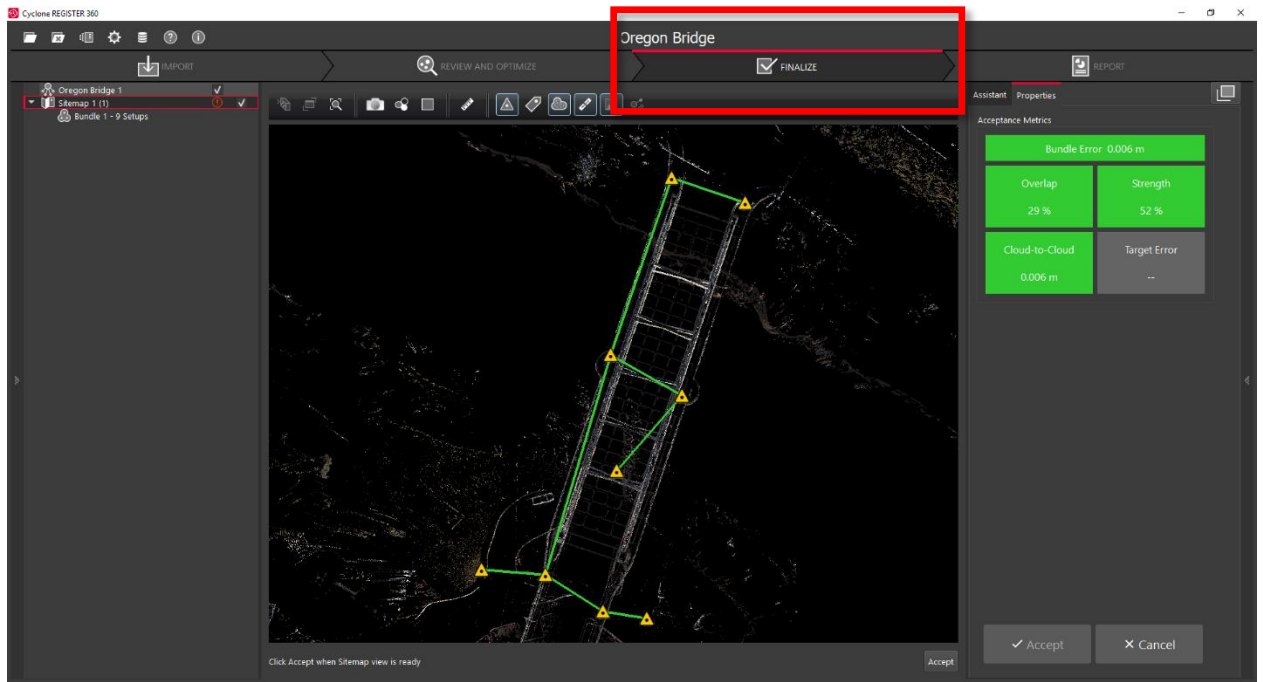 Cyclone REGISTER 360
Oregon Bridge
IMPORT
REVIEW AND OPTIMIZE
FINALIZE
REPORT
Oregon Bridge 1
Sitemap 1 (1)
Bundle 1 - 9 Setups
Assistant Properties
Acceptance Metrics
Bundle Error 0.006 m
Overlap
29 %
Strength
52 %
Cloud-to-Cloud
0.006 m
Target Error
--
Click Accept when Sitemap view is ready
Accept
Accept
Cancel